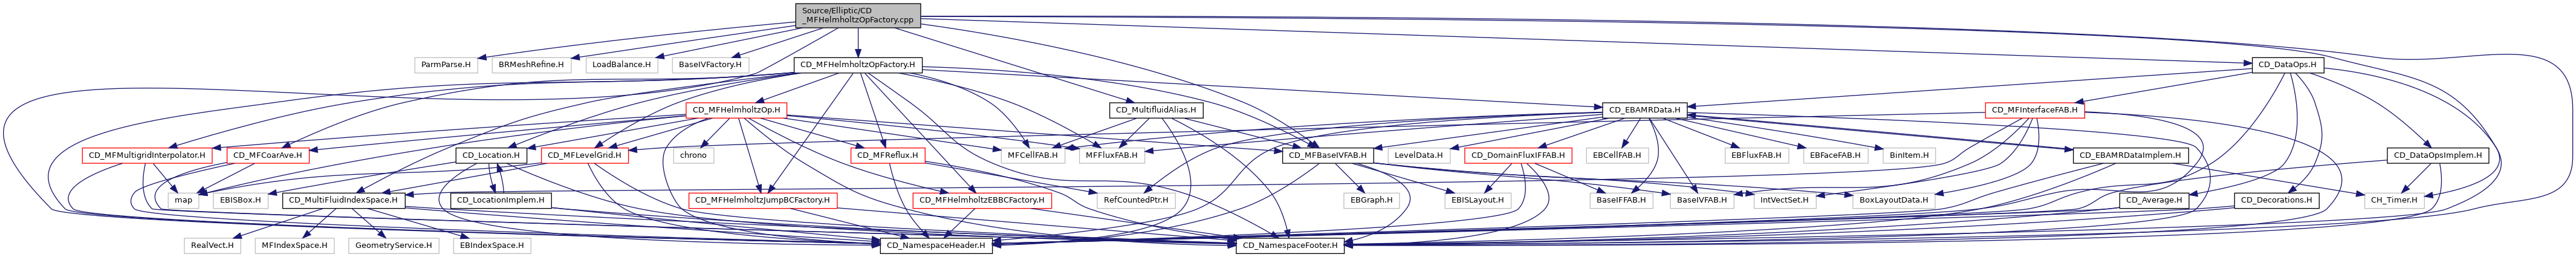 Source/Elliptic/CD
_MFHelmholtzOpFactory.cpp
ParmParse.H
BRMeshRefine.H
LoadBalance.H
BaseIVFactory.H
CD_MFHelmholtzOpFactory.H
CD_DataOps.H
CD_MFHelmholtzOp.H
CD_MultifluidAlias.H
CD_EBAMRData.H
CD_MFInterfaceFAB.H
CD_MFMultigridInterpolator.H
CD_MFCoarAve.H
CD_Location.H
CD_MFLevelGrid.H
chrono
CD_MFReflux.H
MFCellFAB.H
MFFluxFAB.H
CD_MFBaseIVFAB.H
LevelData.H
CD_DomainFluxIFFAB.H
EBCellFAB.H
EBFluxFAB.H
EBFaceFAB.H
BinItem.H
CD_EBAMRDataImplem.H
CD_DataOpsImplem.H
map
EBISBox.H
CD_MultiFluidIndexSpace.H
CD_LocationImplem.H
CD_MFHelmholtzJumpBCFactory.H
CD_MFHelmholtzEBBCFactory.H
RefCountedPtr.H
EBGraph.H
EBISLayout.H
BaseIFFAB.H
BaseIVFAB.H
IntVectSet.H
BoxLayoutData.H
CD_Average.H
CD_Decorations.H
CH_Timer.H
RealVect.H
MFIndexSpace.H
GeometryService.H
EBIndexSpace.H
CD_NamespaceHeader.H
CD_NamespaceFooter.H